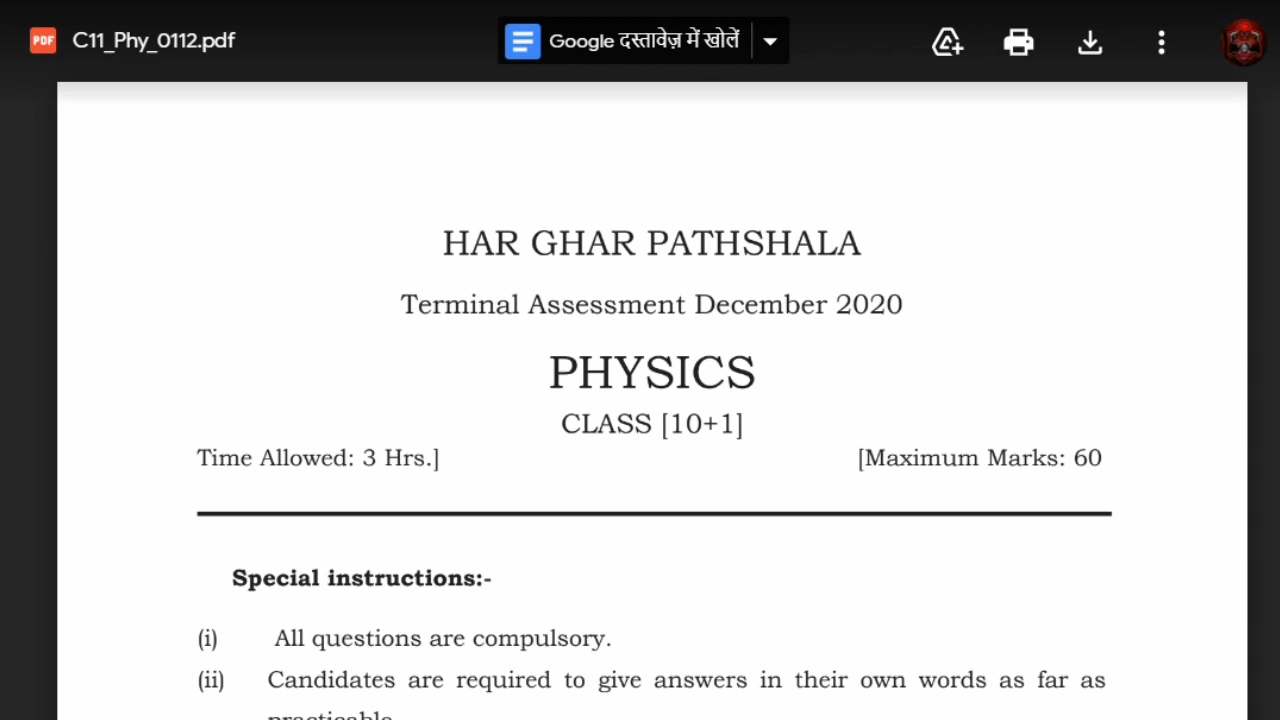 PDF C11_Phy_0112.pdf
Google दस्तावेज़ में खोलें
HAR GHAR PATHSHALA
Terminal Assessment December 2020
PHYSICS
CLASS [10+1]
Time Allowed: 3 Hrs.] [Maximum Marks: 60
Special instructions:-
(i) All questions are compulsory.
(ii) Candidates are required to give answers in their own words as far as
practicable